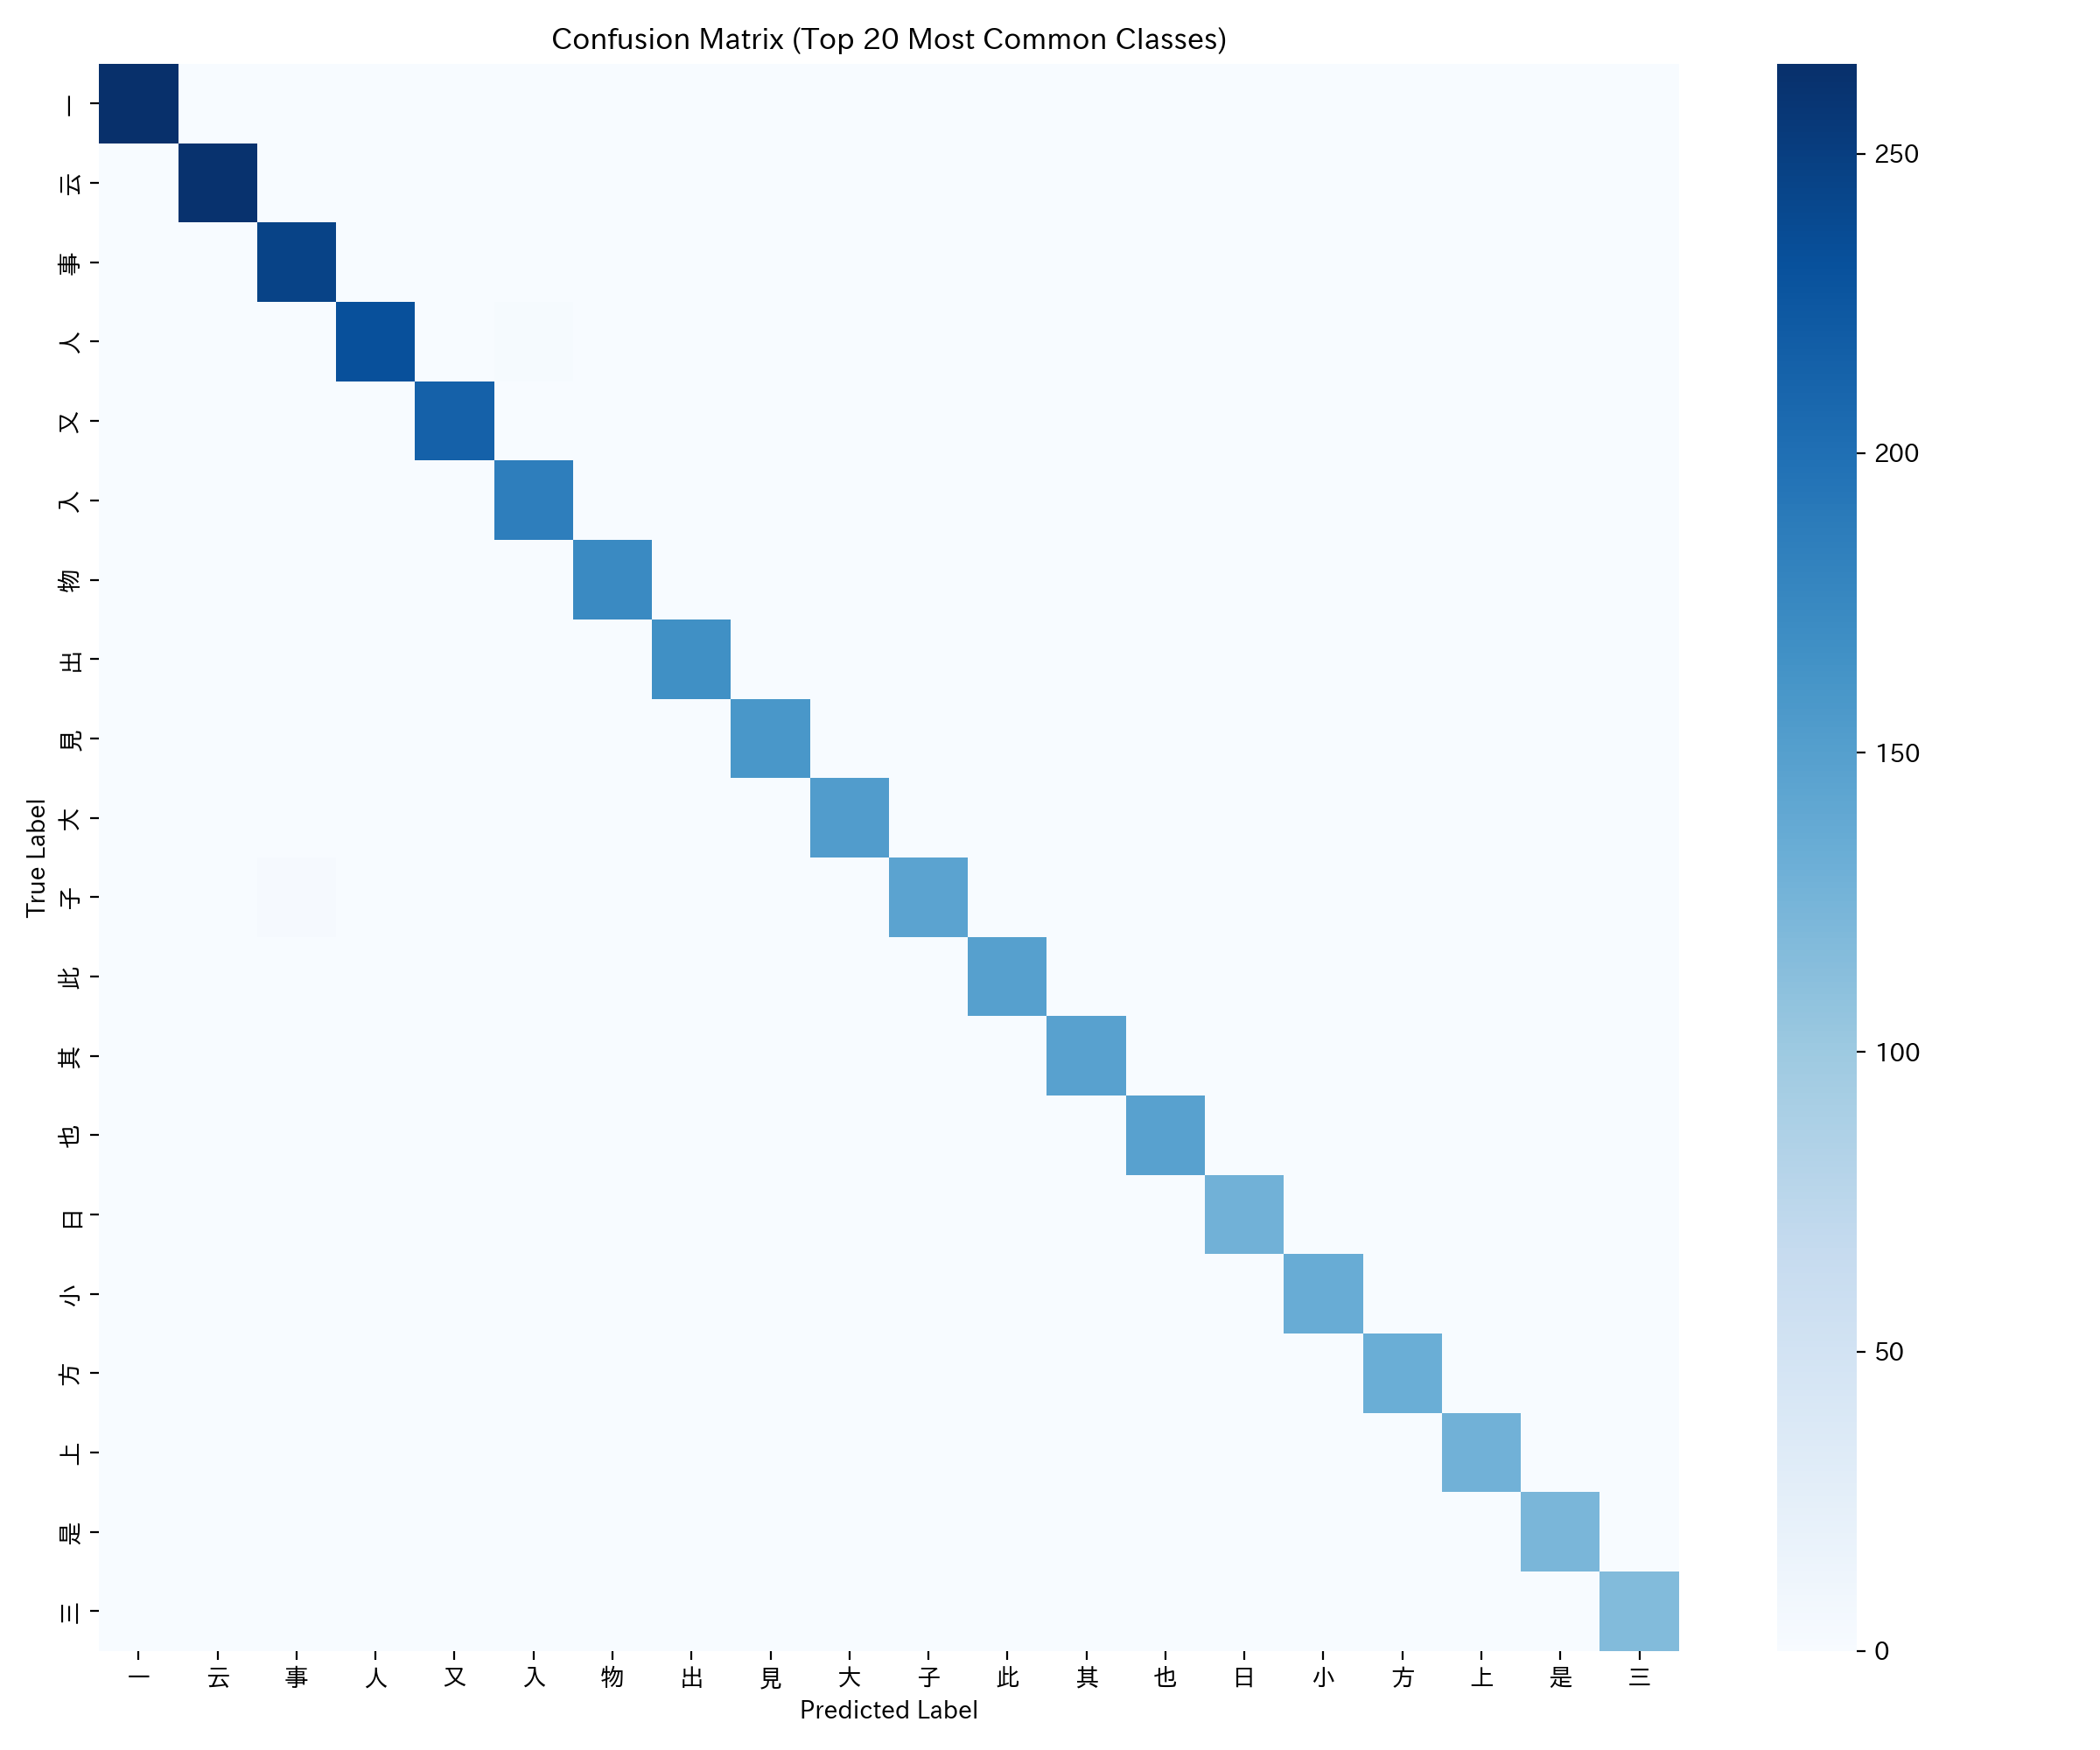 Confusion Matrix (Top 20 Most Common Classes)
True Label
一
云
事
人
又
入
物
出
見
大
子
此
其
也
日
小
方
上
是
三
一 云 事 人 又 入 物 出 見 大 子 此 其 也 日 小 方 上 是 三
Predicted Label
250
200
150
100
50
0